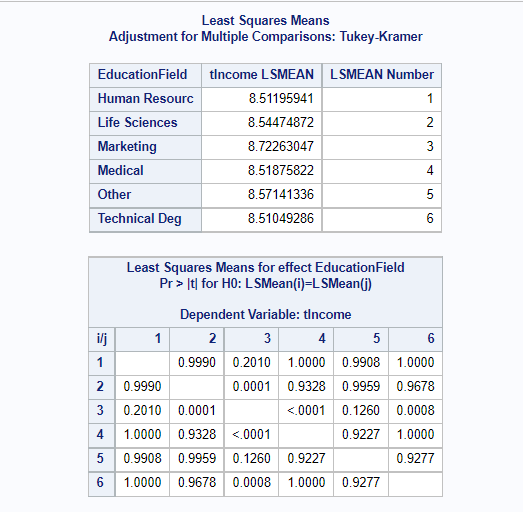 Least Squares Means
Adjustment for Multiple Comparisons: Tukey-Kramer
EducationField tIncome LSMEAN LSMEAN Number
Human Resourc 8.51195941 1
Life Sciences 8.54474872 2
Marketing 8.72263047 3
Medical 8.51875822 4
Other 8.57141336 5
Technical Deg 8.51049286 6
Least Squares Means for effect EducationField
Pr > |t| for H0: LSMean(i)=LSMean(j)
Dependent Variable: tIncome
i/j 1 2 3 4 5 6
1 0.9990 0.2010 1.0000 0.9908 1.0000
2 0.9990 0.0001 0.9328 0.9959 0.9678
3 0.2010 0.0001 <.0001 0.1260 0.0008
4 1.0000 0.9328 <.0001 0.9227 1.0000
5 0.9908 0.9959 0.1260 0.9227 0.9277
6 1.0000 0.9678 0.0008 1.0000 0.9277